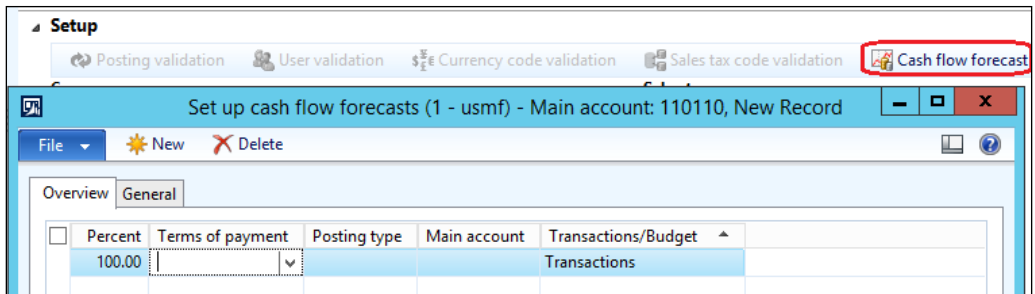 Setup
Posting validation User validation Currency code validation Sales tax code validation Cash flow forecast
Set up cash flow forecasts (1 - usmf) - Main account: 110110, New Record
File New Delete
Overview General
Percent Terms of payment Posting type Main account Transactions/Budget
100.00 Transactions